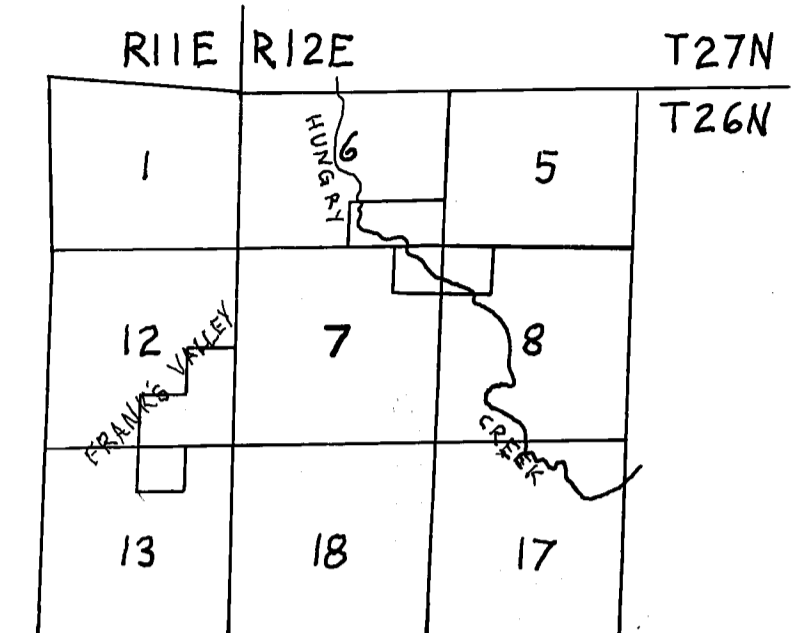 R11E R12E T27N
T26N
1 6 5
HUNGRY
12 7 8
FRANK'S VALLEY
CREEK
13 18 17